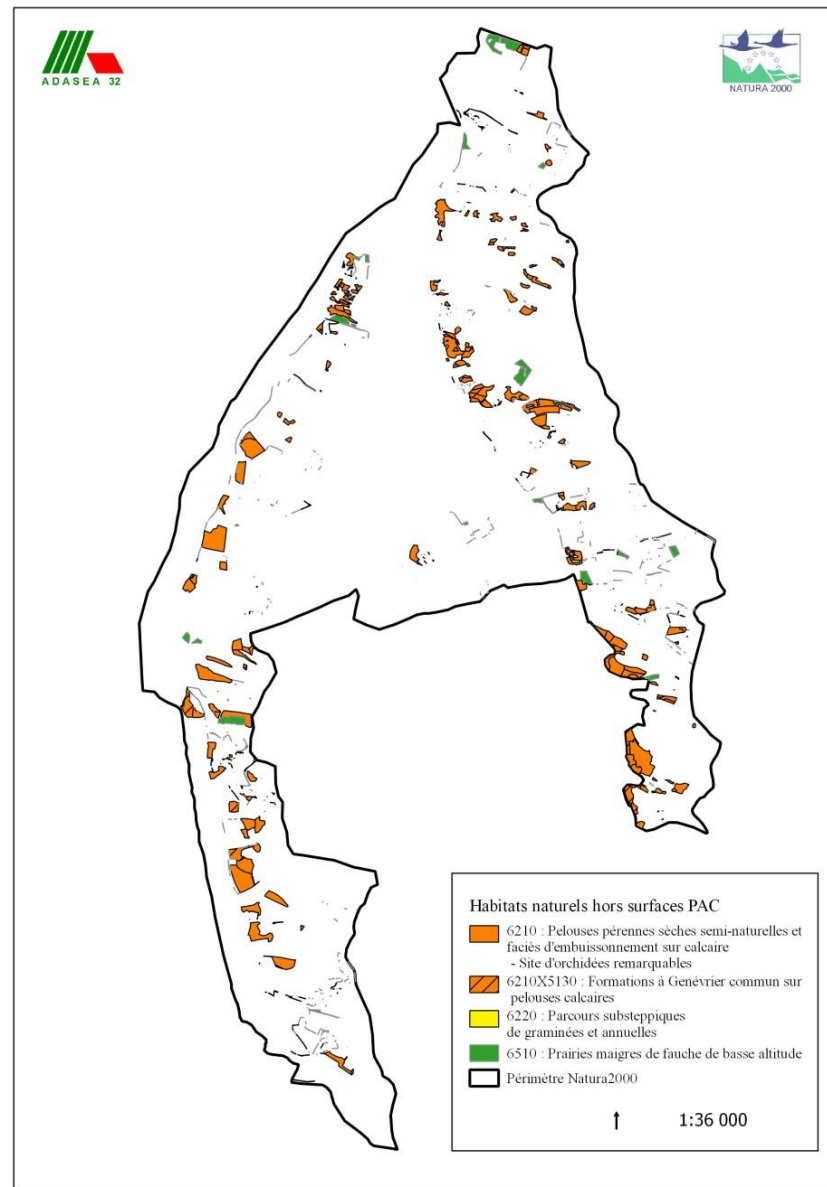 ADASEA 32
NATURA 2000
Habitats naturels hors surfaces PAC
6210 : Pelouses pérennes sèches semi-naturelles et
faciès d'embuissonnement sur calcaire
- Site d'orchidées remarquables
6210X5130 : Formations à Genévrier commun sur
pelouses calcaires
6220 : Parcours substeppiques
de graminées et annuelles
6510 : Prairies maigres de fauche de basse altitude
Périmètre Natura2000
1:36 000